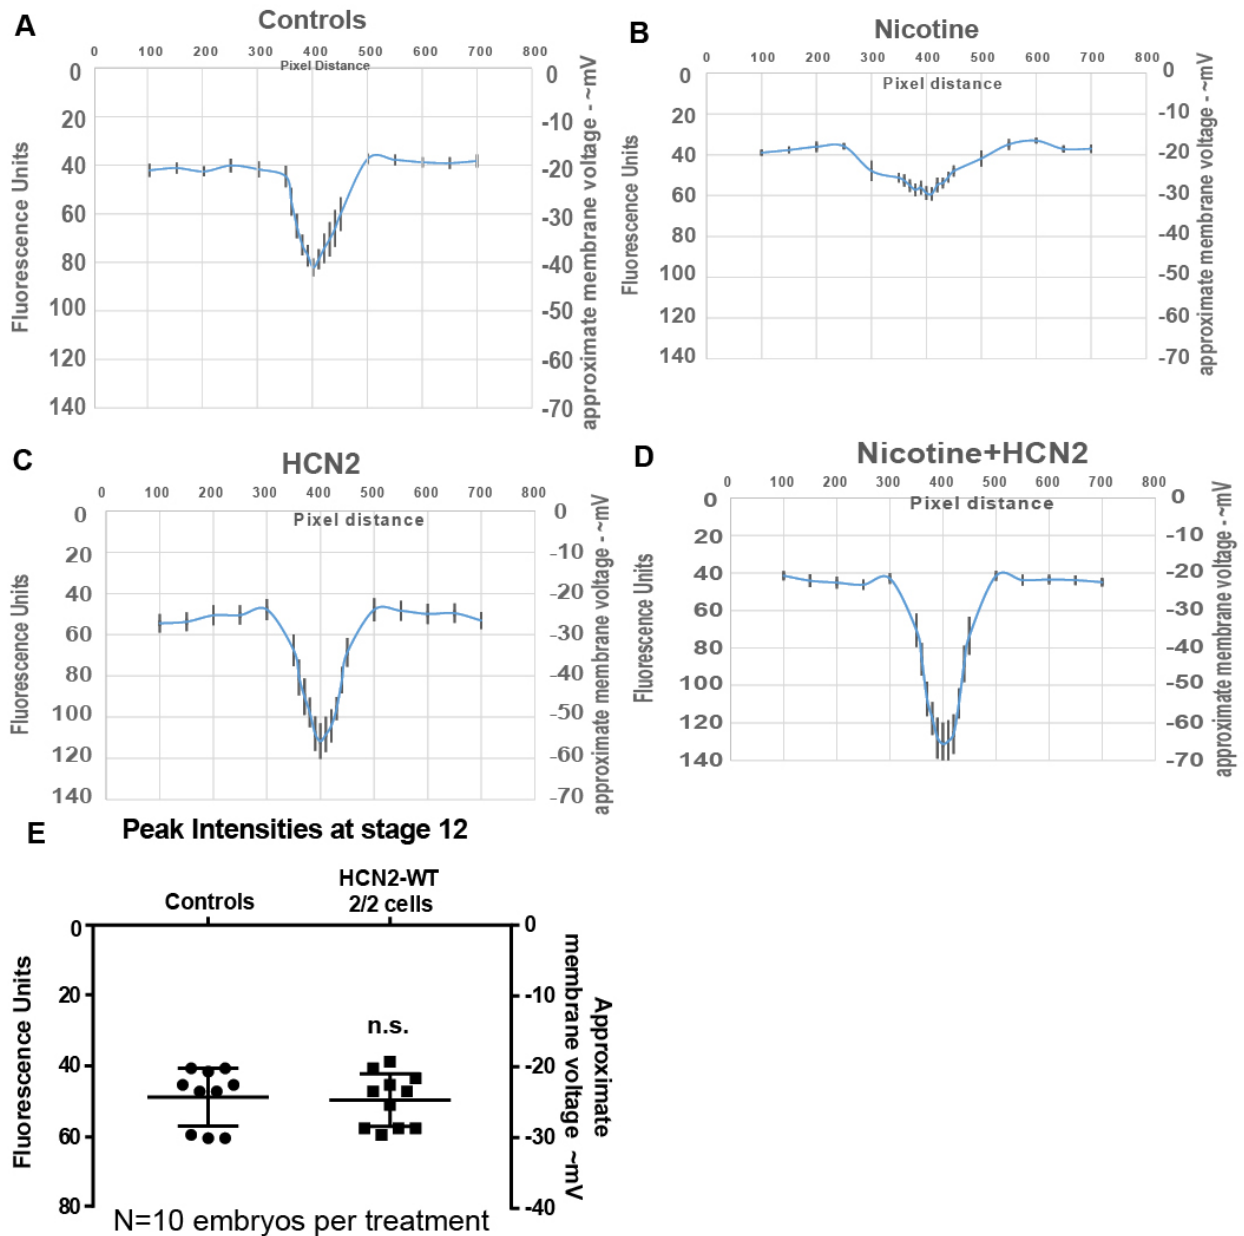 A
Controls
0 100 200 300 400 500 600 700 800
Pixel Distance
0
20
40
60
80
100
120
140
Fluorescence Units
0
-10
-20
-30
-40
-50
-60
-70
approximate membrane voltage - ~mV
B
Nicotine
0 100 200 300 400 500 600 700 800
Pixel distance
0
20
40
60
80
100
120
140
Fluorescence Units
0
-10
-20
-30
-40
-50
-60
-70
approximate membrane voltage - ~mV
C
HCN2
0 100 200 300 400 500 600 700 800
Pixel distance
0
20
40
60
80
100
120
140
Fluorescence Units
0
-10
-20
-30
-40
-50
-60
-70
approximate membrane voltage - ~mV
D
Nicotine+HCN2
0 100 200 300 400 500 600 700 800
Pixel distance
0
20
40
60
80
100
120
140
Fluorescence Units
0
-10
-20
-30
-40
-50
-60
-70
approximate membrane voltage - ~mV
E
Peak Intensities at stage 12
Controls
HCN2-WT
2/2 cells
0
20
40
60
80
Fluorescence Units
n.s.
0
-10
-20
-30
-40
Approximate
membrane voltage ~mV
N=10 embryos per treatment